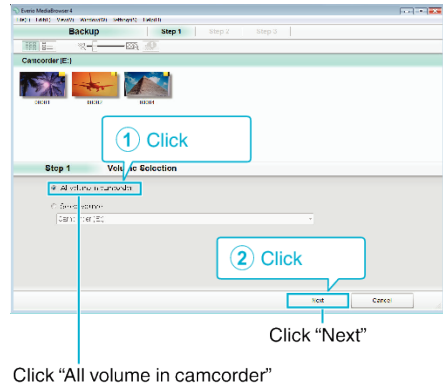 Everio MediaBrowser 4
Backup Step 1 Step 2 Step 3
Camcorder (E:)
① Click
Step 1 Volume Selection
All volume in camcorder
② Click
Next Cancel
Click “Next”
Click “All volume in camcorder”